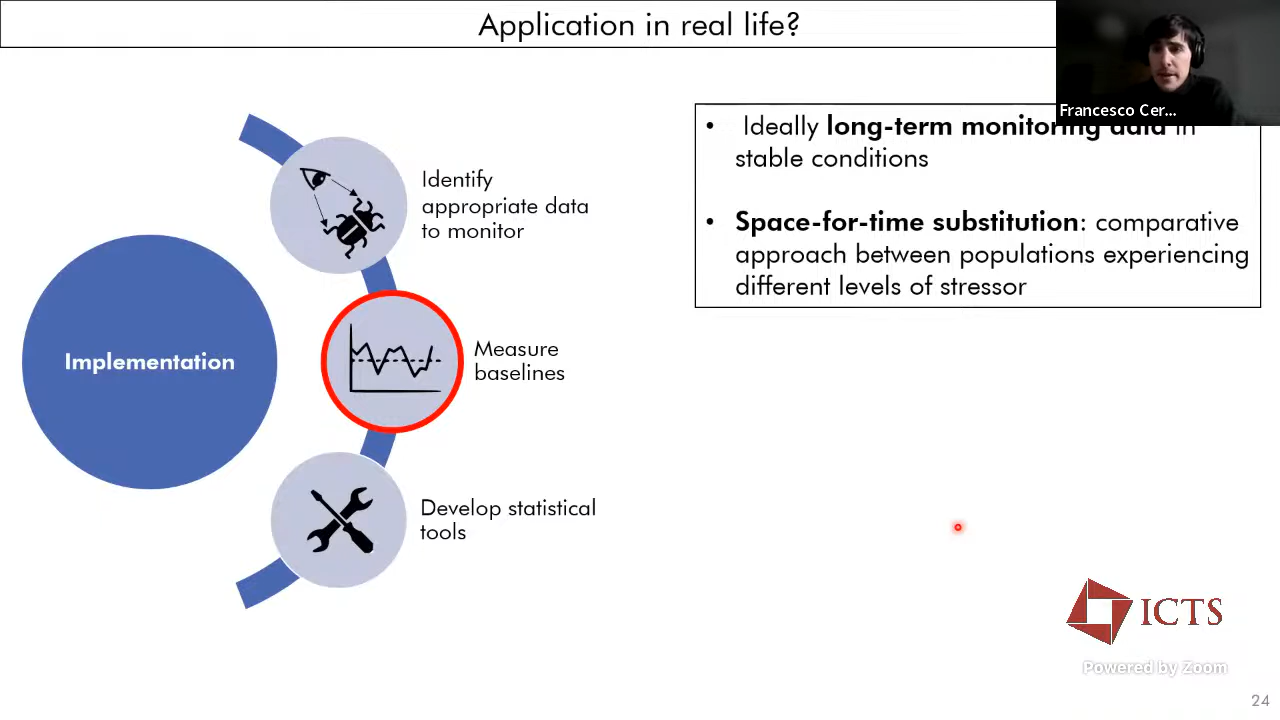 Application in real life?
Francesco Cer...
Identify
appropriate data
to monitor
Implementation
Measure
baselines
Develop statistical
tools
• Ideally long-term monitoring data in
stable conditions
• Space-for-time substitution: comparative
approach between populations experiencing
different levels of stressor
ICTS
Powered by Zoom
24